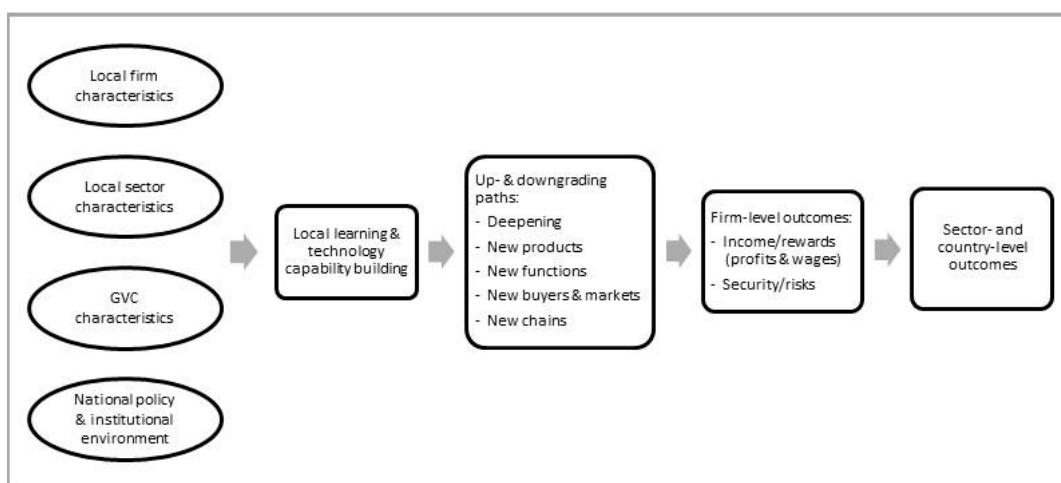 Local firm
characteristics
Local sector
characteristics
GVC
characteristics
National policy
& institutional
environment
Local learning &
technology
capability building
Up- & downgrading
paths:
- Deepening
- New products
- New functions
- New buyers & markets
- New chains
Firm-level outcomes:
- Income/rewards
(profits & wages)
- Security/risks
Sector- and
country-level
outcomes